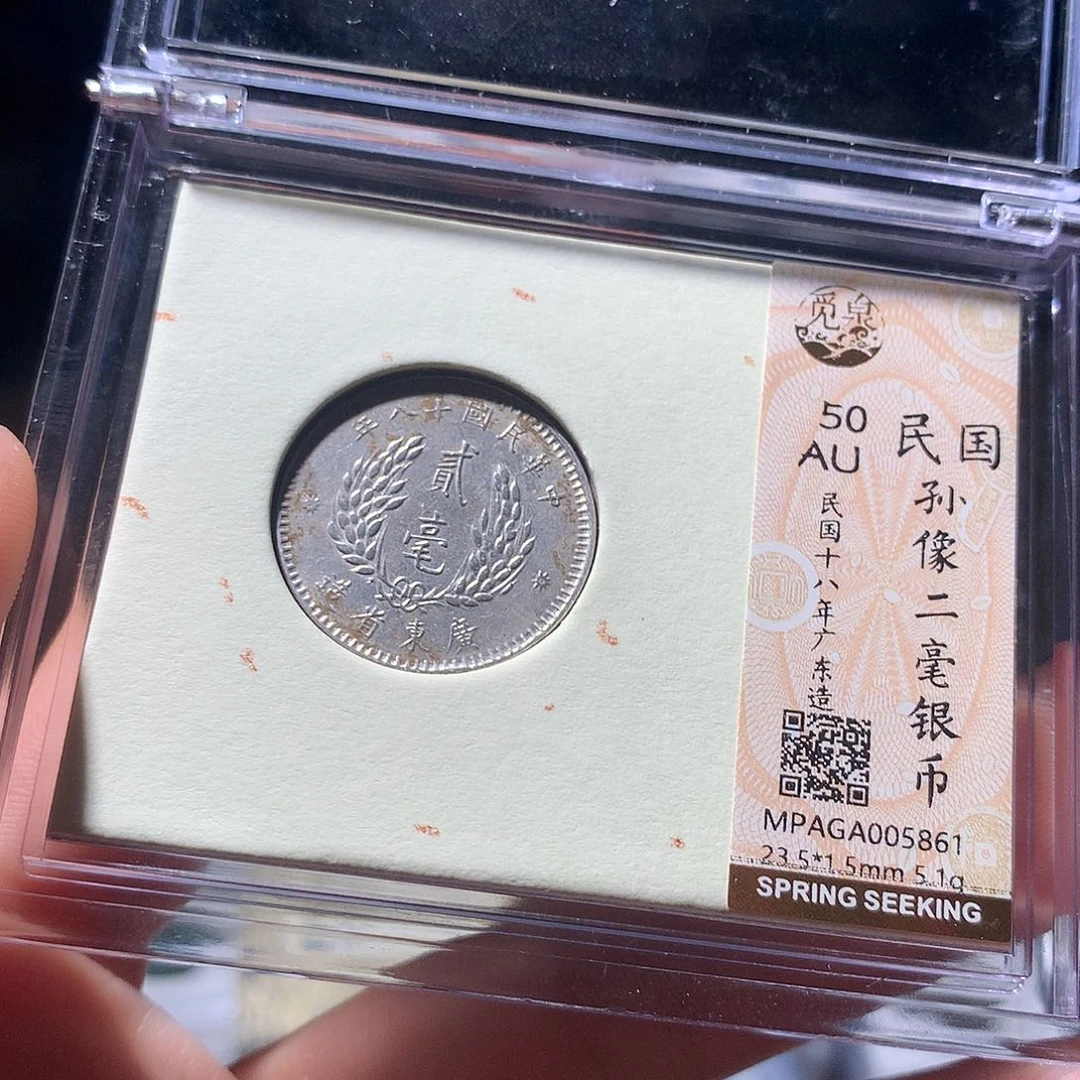 中華民國十八年
貳毫
廣東省造
觅泉
50
AU
民国
孙像二毫银币
民国十八年广东造
MPAGA005861
23.5*1.5mm 5.1g
SPRING SEEKING